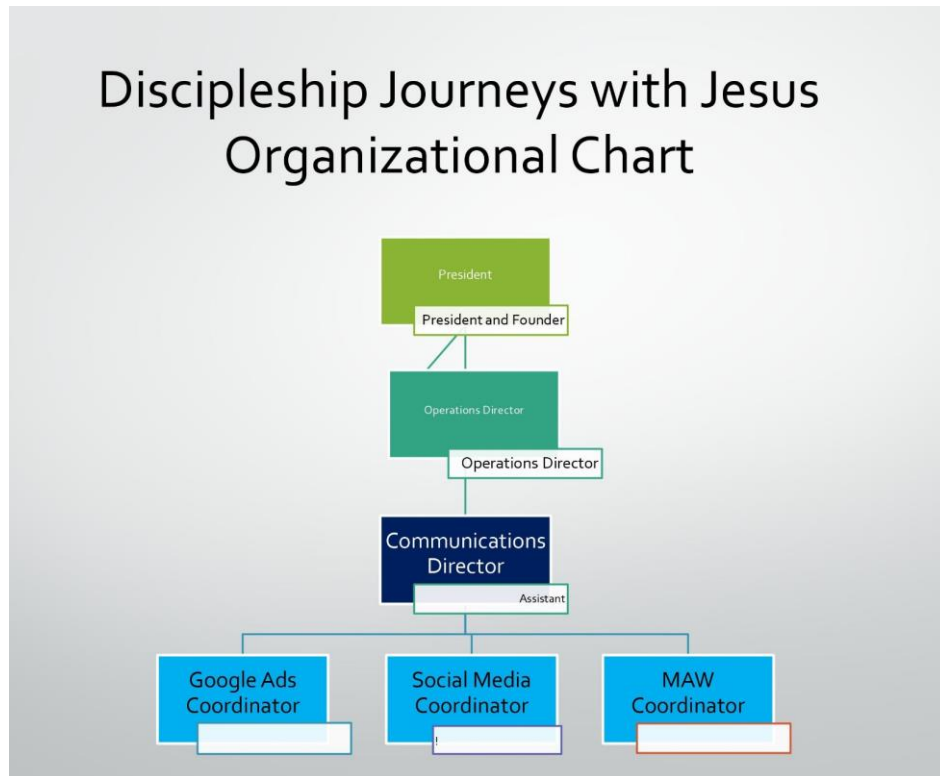 Discipleship Journeys with Jesus
Organizational Chart
President
President and Founder
Operations Director
Operations Director
Communications
Director
Assistant
Google Ads
Coordinator
Social Media
Coordinator
!
MAW
Coordinator